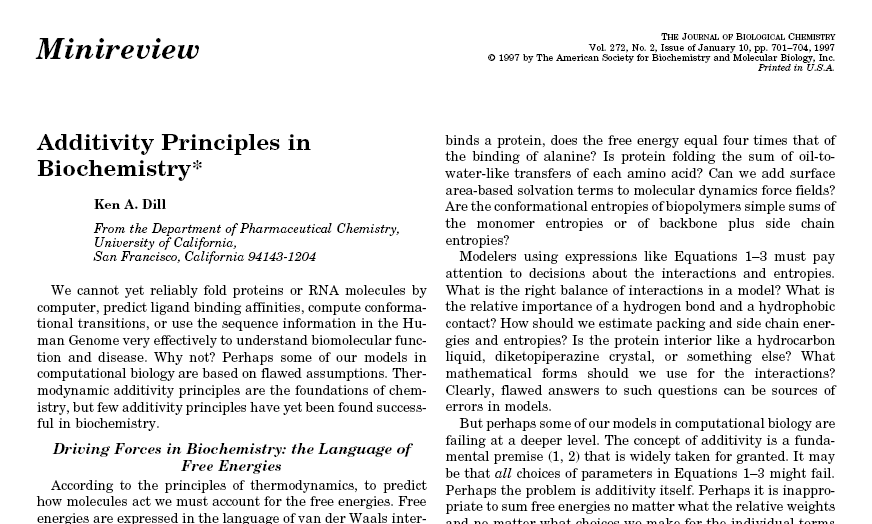 Minireview
THE JOURNAL OF BIOLOGICAL CHEMISTRY
Vol. 272, No. 2, Issue of January 10, pp. 701–704, 1997
© 1997 by The American Society for Biochemistry and Molecular Biology, Inc.
Printed in U.S.A.
Additivity Principles in
Biochemistry*
Ken A. Dill
From the Department of Pharmaceutical Chemistry,
University of California,
San Francisco, California 94143-1204
We cannot yet reliably fold proteins or RNA molecules by
computer, predict ligand binding affinities, compute conforma-
tional transitions, or use the sequence information in the Hu-
man Genome very effectively to understand biomolecular func-
tion and disease. Why not? Perhaps some of our models in
computational biology are based on flawed assumptions. Ther-
modynamic additivity principles are the foundations of chem-
istry, but few additivity principles have yet been found success-
ful in biochemistry.
Driving Forces in Biochemistry: the Language of
Free Energies
According to the principles of thermodynamics, to predict
how molecules act we must account for the free energies. Free
energies are expressed in the language of van der Waals inter-
binds a protein, does the free energy equal four times that of
the binding of alanine? Is protein folding the sum of oil-to-
water-like transfers of each amino acid? Can we add surface
area-based solvation terms to molecular dynamics force fields?
Are the conformational entropies of biopolymers simple sums of
the monomer entropies or of backbone plus side chain
entropies?
Modelers using expressions like Equations 1–3 must pay
attention to decisions about the interactions and entropies.
What is the right balance of interactions in a model? What is
the relative importance of a hydrogen bond and a hydrophobic
contact? How should we estimate packing and side chain ener-
gies and entropies? Is the protein interior like a hydrocarbon
liquid, diketopiperazine crystal, or something else? What
mathematical forms should we use for the interactions?
Clearly, flawed answers to such questions can be sources of
errors in models.
But perhaps some of our models in computational biology are
failing at a deeper level. The concept of additivity is a funda-
mental premise (1, 2) that is widely taken for granted. It may
be that all choices of parameters in Equations 1–3 might fail.
Perhaps the problem is additivity itself. Perhaps it is inappro-
priate to sum free energies no matter what the relative weights
and no matter what choices we make for the individual terms